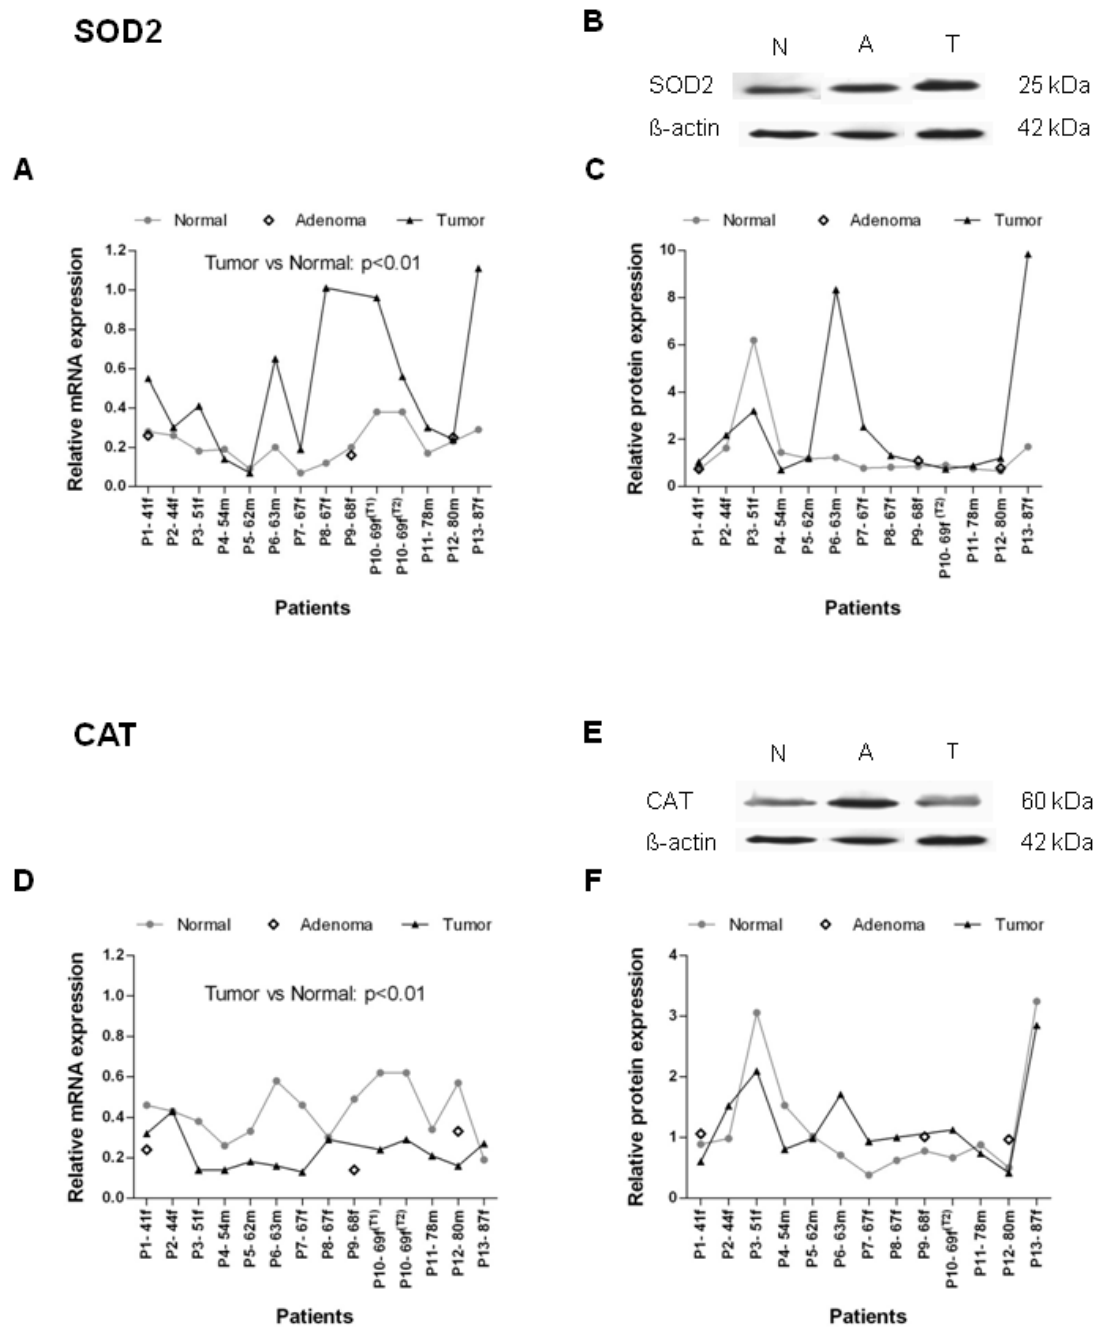 SOD2
B
N A T
SOD2 25 kDa
ß-actin 42 kDa
A
Normal Adenoma Tumor
Tumor vs Normal: p<0.01
Relative mRNA expression
1.2
1.0
0.8
0.6
0.4
0.2
0.0
P1- 41f
P2- 44f
P3- 51f
P4- 54m
P5- 62m
P6- 63m
P7- 67f
P8- 67f
P9- 68f
P10- 69f(T1)
P10- 69f(T2)
P11- 78m
P12- 80m
P13- 87f
Patients
C
Normal Adenoma Tumor
Relative protein expression
10
8
6
4
2
0
P1- 41f
P2- 44f
P3- 51f
P4- 54m
P5- 62m
P6- 63m
P7- 67f
P8- 67f
P9- 68f
P10- 69f(T2)
P11- 78m
P12- 80m
P13- 87f
Patients
CAT
E
N A T
CAT 60 kDa
ß-actin 42 kDa
D
Normal Adenoma Tumor
Tumor vs Normal: p<0.01
Relative mRNA expression
1.2
1.0
0.8
0.6
0.4
0.2
0.0
P1- 41f
P2- 44f
P3- 51f
P4- 54m
P5- 62m
P6- 63m
P7- 67f
P8- 67f
P9- 68f
P10- 69f(T1)
P10- 69f(T2)
P11- 78m
P12- 80m
P13- 87f
Patients
F
Normal Adenoma Tumor
Relative protein expression
4
3
2
1
0
P1- 41f
P2- 44f
P3- 51f
P4- 54m
P5- 62m
P6- 63m
P7- 67f
P8- 67f
P9- 68f
P10- 69f(T2)
P11- 78m
P12- 80m
P13- 87f
Patients